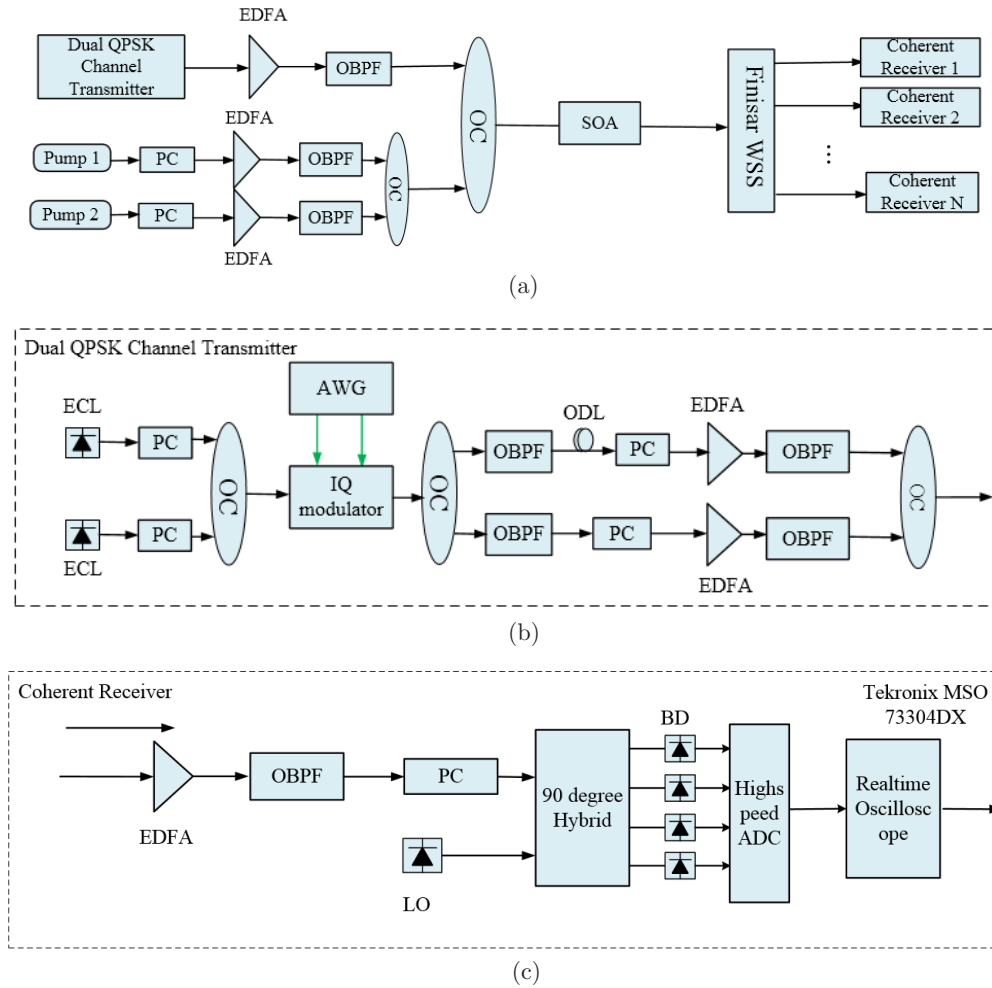 EDFA
Dual QPSK
Channel
Transmitter
OBPF
OC
SOA
Finisar WSS
Coherent
Receiver 1
Coherent
Receiver 2
...
Coherent
Receiver N
EDFA
Pump 1
PC
OBPF
OC
Pump 2
PC
OBPF
EDFA
(a)
Dual QPSK Channel Transmitter
AWG
ECL
PC
OC
IQ
modulator
OC
OBPF
ODL
PC
EDFA
OBPF
OC
PC
ECL
OBPF
PC
EDFA
OBPF
(b)
Coherent Receiver
Tekronix MSO
73304DX
EDFA
OBPF
PC
LO
90 degree
Hybrid
BD
Highs
peed
ADC
Realtime
Oscillosc
ope
(c)